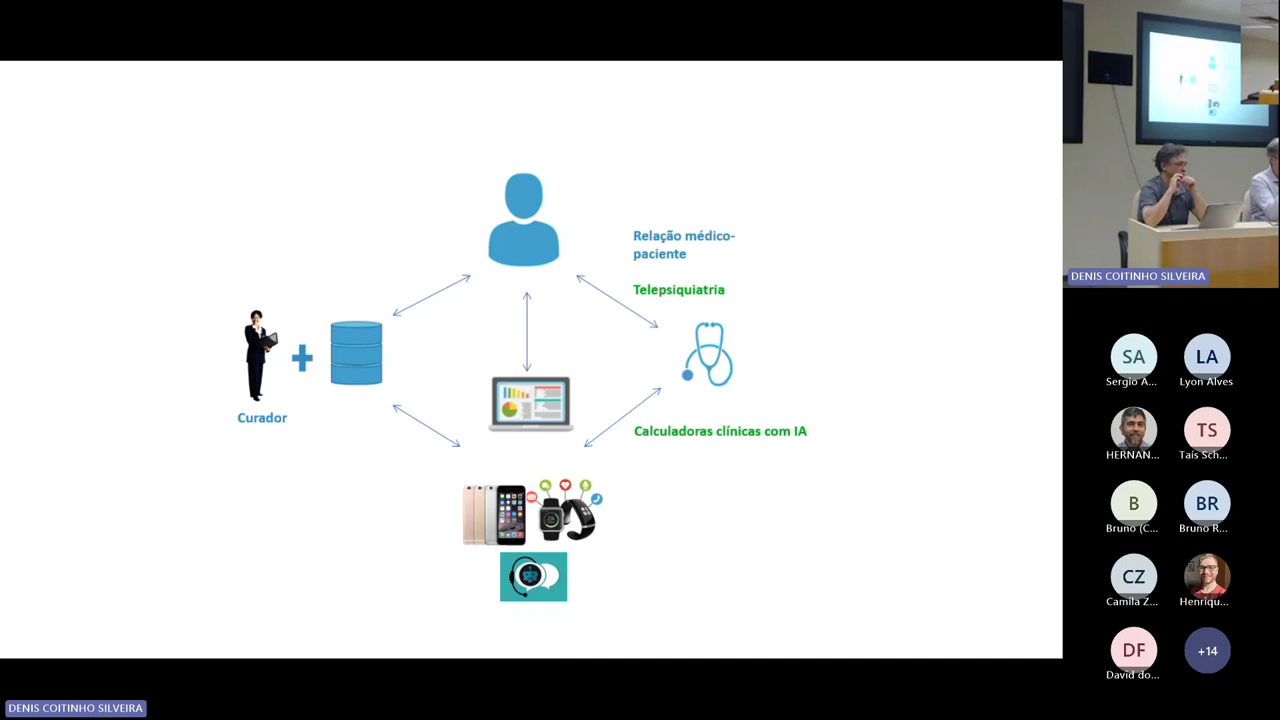 Relação médico-
paciente
Telepsiquiatria
Curador
Calculadoras clínicas com IA
DENIS COITINHO SILVEIRA
SA
Sergio A...
LA
Lyon Alves
HERNAN...
TS
Taís Sch...
B
Bruno (C...
BR
Bruno R...
CZ
Camila Z...
Henriqu...
DF
David do...
+14
DENIS COITINHO SILVEIRA